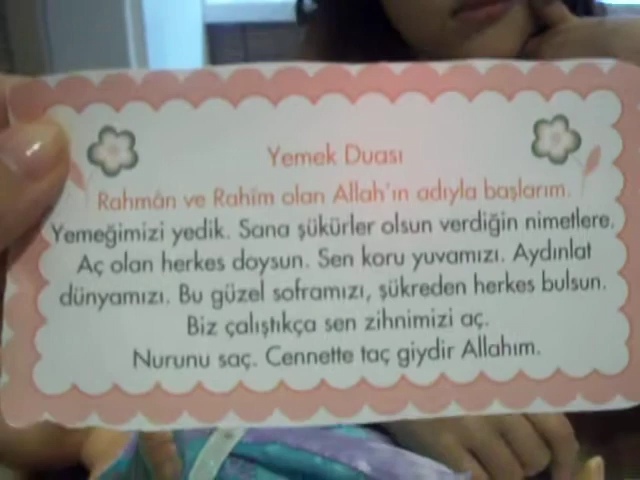 Yemek Duası
Rahmân ve Rahîm olan Allah'ın adıyla başlarım.
Yemeğimizi yedik. Sana şükürler olsun verdiğin nimetlere.
Aç olan herkes doysun. Sen koru yuvamızı. Aydınlat
dünyamızı. Bu güzel soframızı, şükreden herkes bulsun.
Biz çalıştıkça sen zihnimizi aç.
Nurunu saç. Cennette taç giydir Allahım.